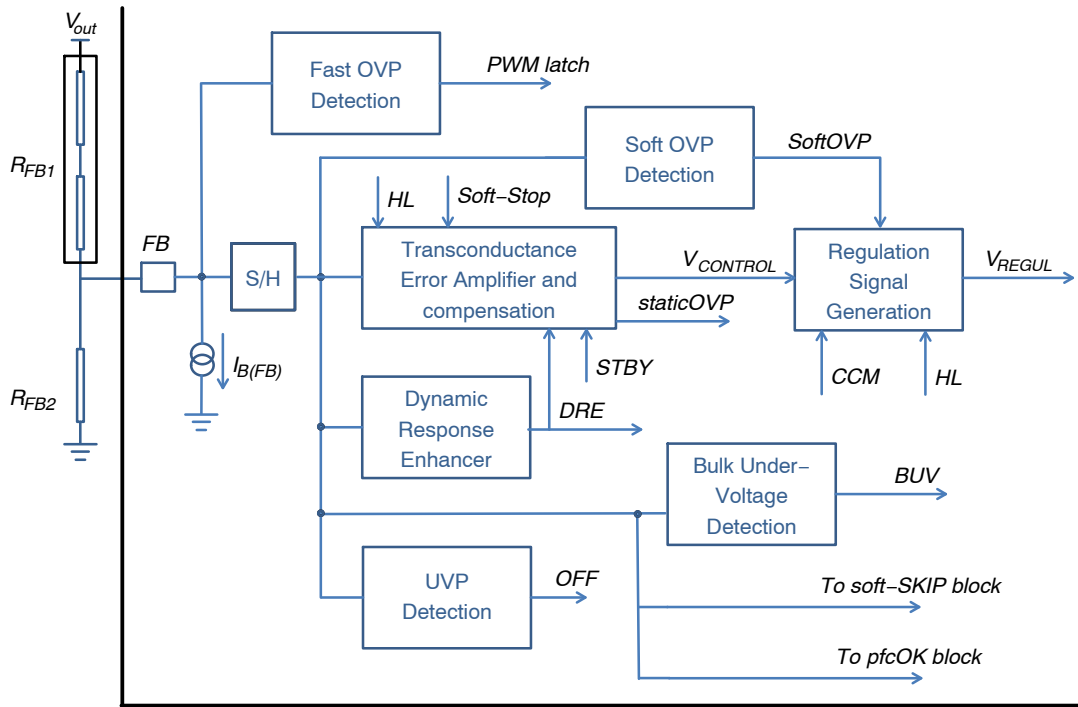 Vout
RFB1
RFB2
FB
IB(FB)
S/H
Fast OVP
Detection
PWM latch
Soft OVP
Detection
SoftOVP
HL
Soft−Stop
Transconductance
Error Amplifier and
compensation
VCONTROL
staticOVP
Regulation
Signal
Generation
VREGUL
STBY
CCM
HL
Dynamic
Response
Enhancer
DRE
Bulk Under−
Voltage
Detection
BUV
UVP
Detection
OFF
To soft−SKIP block
To pfcOK block